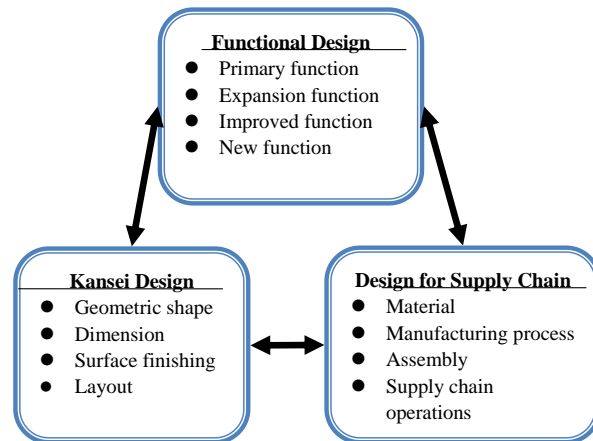 Functional Design
● Primary function
● Expansion function
● Improved function
● New function
Kansei Design
● Geometric shape
● Dimension
● Surface finishing
● Layout
Design for Supply Chain
● Material
● Manufacturing process
● Assembly
● Supply chain
operations